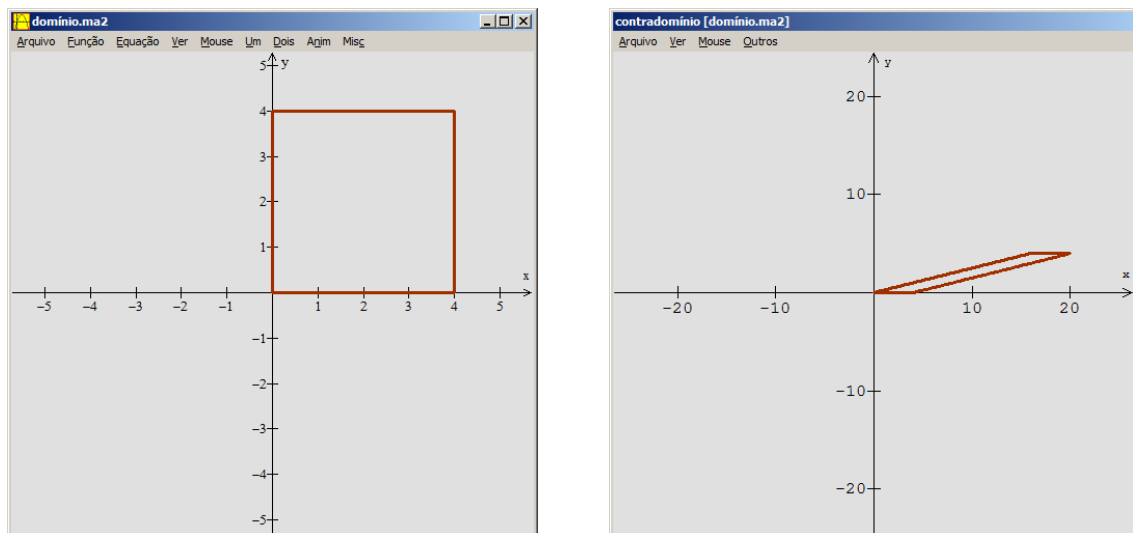 domínio.ma2
Arquivo Função Equação Ver Mouse Um Dois Anim Misc
5 y
4
3
2
1
x
-5 -4 -3 -2 -1 1 2 3 4 5
-1
-2
-3
-4
-5
contradomínio [domínio.ma2]
Arquivo Ver Mouse Outros
y
20
10
x
-20 -10 10 20
-10
-20